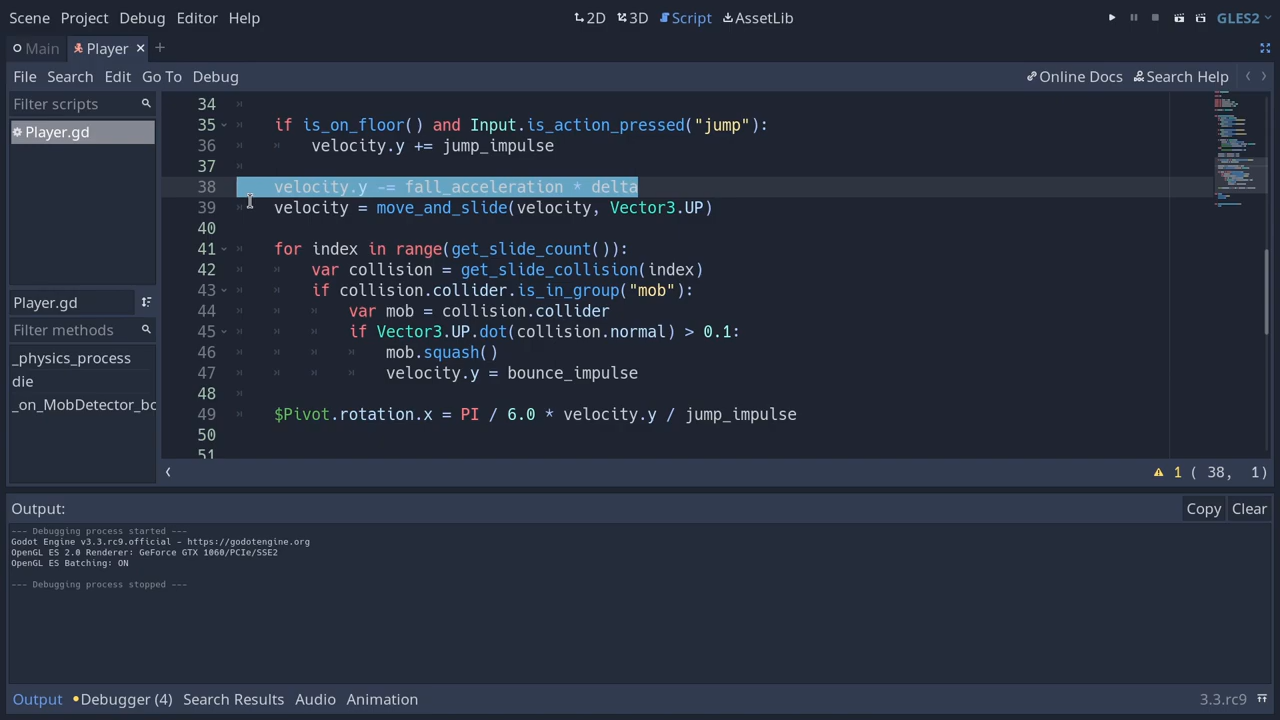 Scene Project Debug Editor Help 2D 3D Script AssetLib GLES2
Main Player
File Search Edit Go To Debug Online Docs Search Help
Filter scripts
Player.gd
Player.gd
Filter methods
_physics_process
die
_on_MobDetector_bo
34
35 if is_on_floor() and Input.is_action_pressed("jump"):
36 velocity.y += jump_impulse
37
38 velocity.y -= fall_acceleration * delta
39 velocity = move_and_slide(velocity, Vector3.UP)
40
41 for index in range(get_slide_count()):
42 var collision = get_slide_collision(index)
43 if collision.collider.is_in_group("mob"):
44 var mob = collision.collider
45 if Vector3.UP.dot(collision.normal) > 0.1:
46 mob.squash()
47 velocity.y = bounce_impulse
48
49 $Pivot.rotation.x = PI / 6.0 * velocity.y / jump_impulse
50
51
1 ( 38, 1)
Output: Copy Clear
--- Debugging process started ---
Godot Engine v3.3.rc9.official - https://godotengine.org
OpenGL ES 2.0 Renderer: GeForce GTX 1060/PCIe/SSE2
OpenGL ES Batching: ON
--- Debugging process stopped ---
Output Debugger (4) Search Results Audio Animation 3.3.rc9